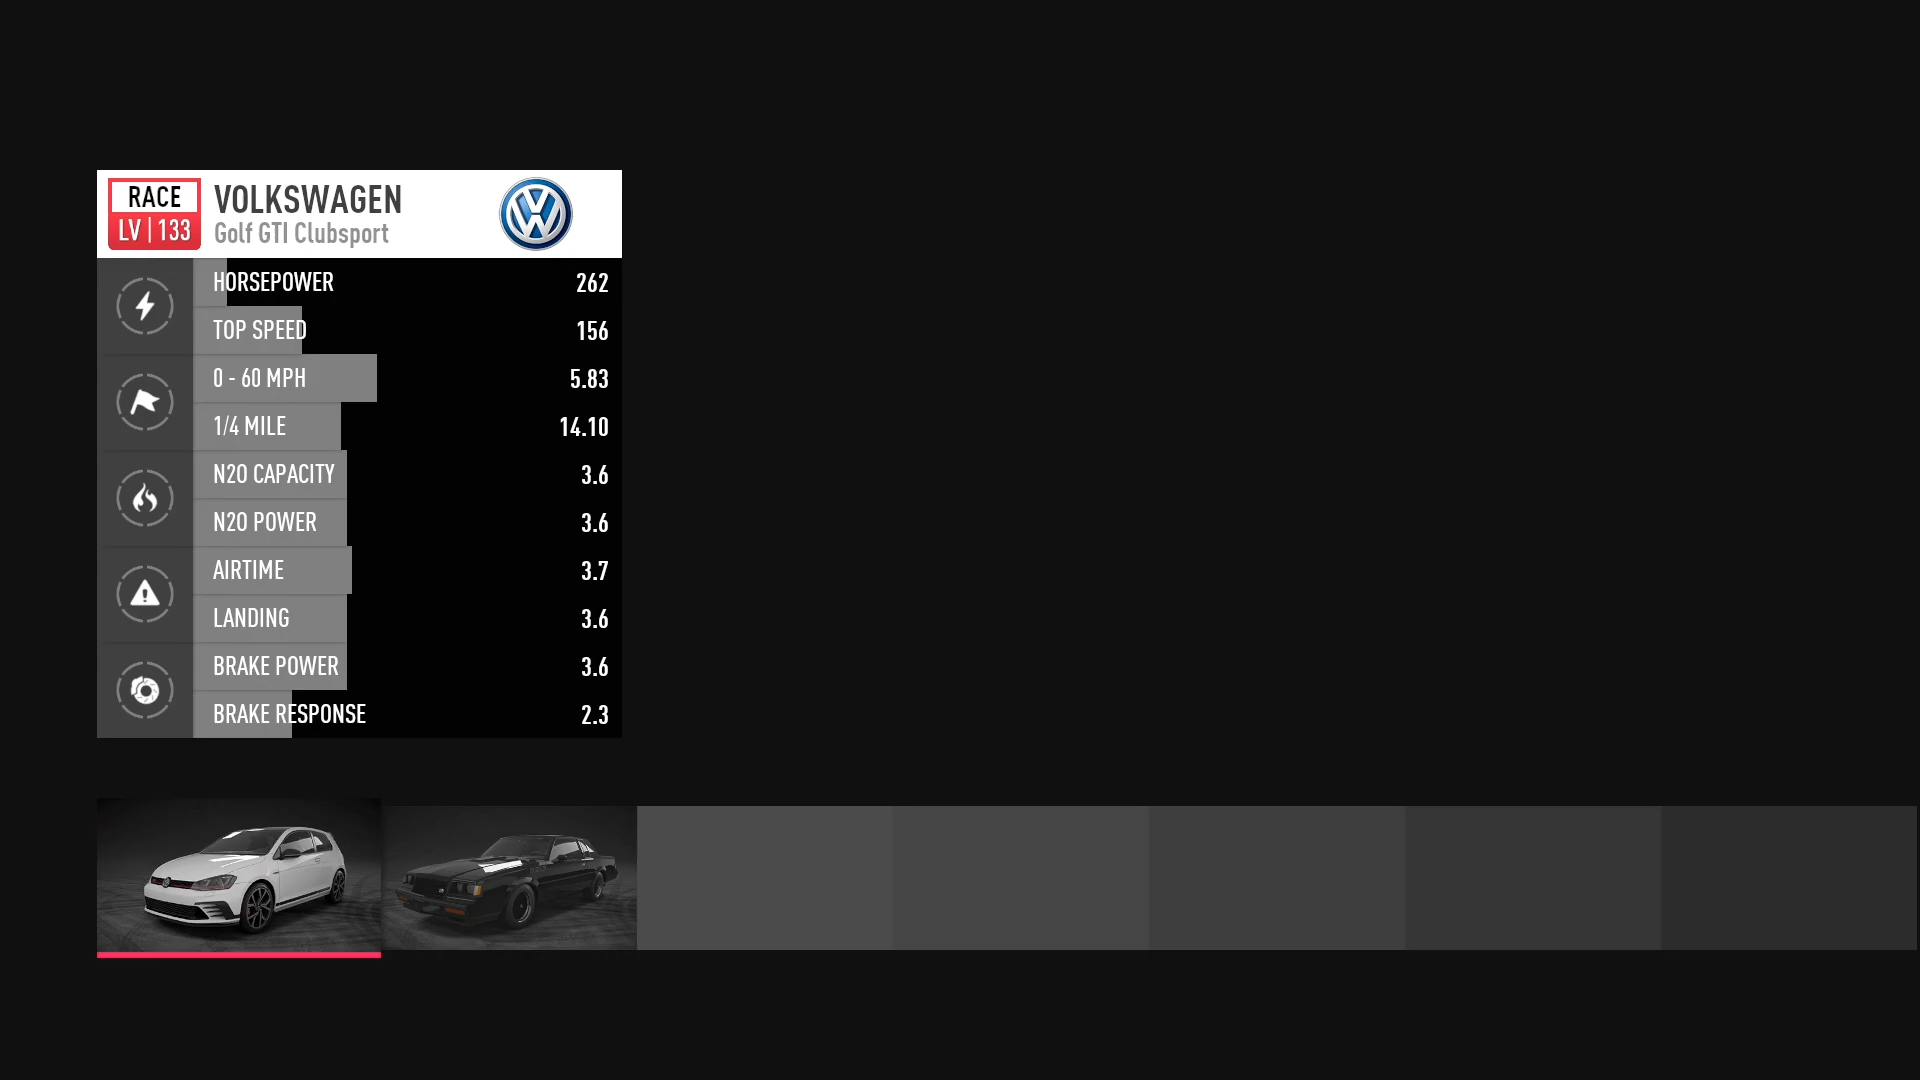 RACE
LV | 133
VOLKSWAGEN
Golf GTI Clubsport
HORSEPOWER 262
TOP SPEED 156
0 - 60 MPH 5.83
1/4 MILE 14.10
N2O CAPACITY 3.6
N2O POWER 3.6
AIRTIME 3.7
LANDING 3.6
BRAKE POWER 3.6
BRAKE RESPONSE 2.3